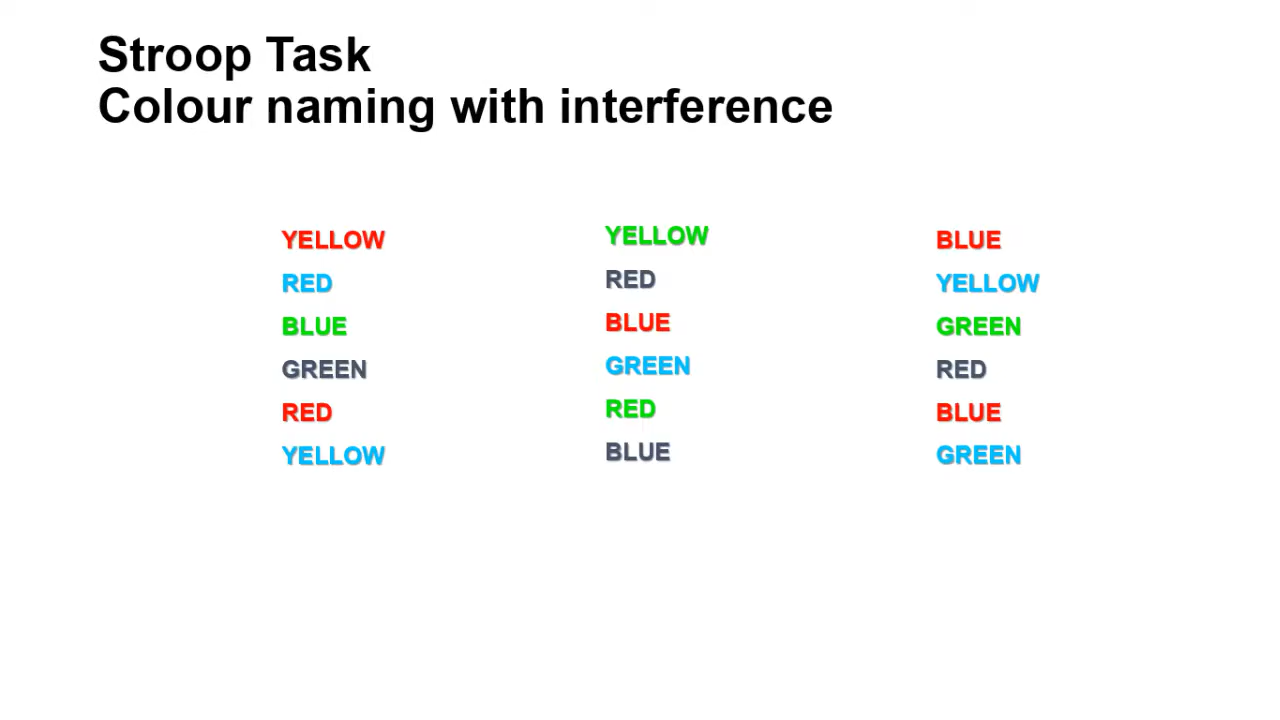 Stroop Task
Colour naming with interference
YELLOW
RED
BLUE
GREEN
RED
YELLOW
YELLOW
RED
BLUE
GREEN
RED
BLUE
BLUE
YELLOW
GREEN
RED
BLUE
GREEN